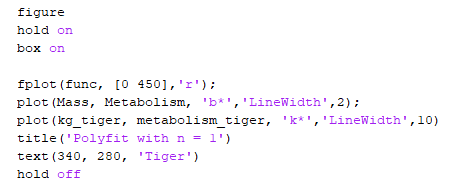 figure
hold on
box on
fplot(func, [0 450],'r');
plot(Mass, Metabolism, 'b*','LineWidth',2);
plot(kg_tiger, metabolism_tiger, 'k*','LineWidth',10)
title('Polyfit with n = 1')
text(340, 280, 'Tiger')
hold off